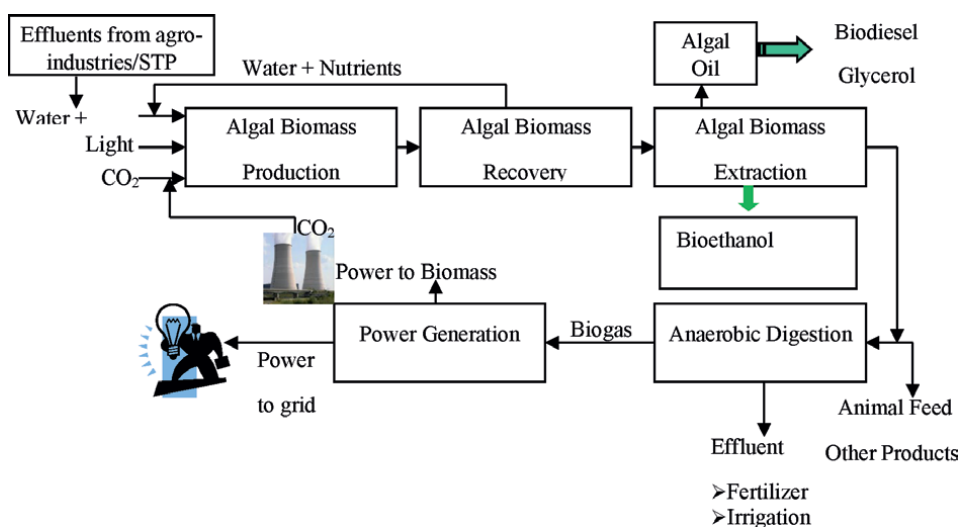 Effluents from agro-
industries/STP
Water +
Light
CO₂
Water + Nutrients
Algal Biomass
Production
Algal Biomass
Recovery
Algal Biomass
Extraction
Algal
Oil
Biodiesel
Glycerol
Bioethanol
CO₂
Power to Biomass
Power Generation
Biogas
Anaerobic Digestion
Power
to grid
Animal Feed
Other Products
Effluent
➢Fertilizer
➢Irrigation